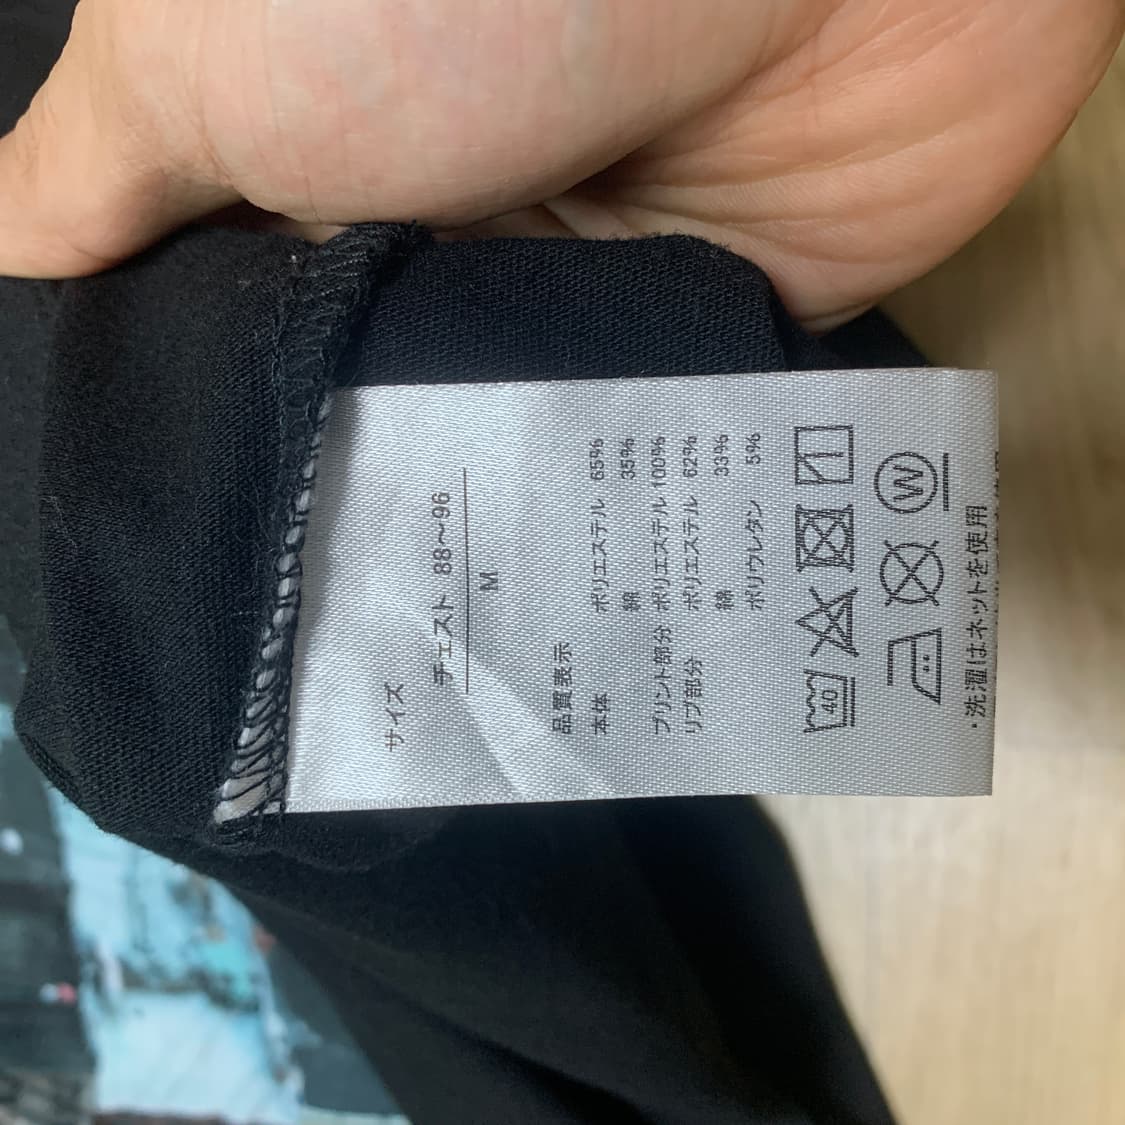 サイズ
チェスト 88〜96
M
品質表示
本体 ポリエステル 65%
綿 35%
プリント部分 ポリエステル 100%
リブ部分 ポリエステル 62%
綿 33%
ポリウレタン 5%
40
W
・洗濯はネットを使用